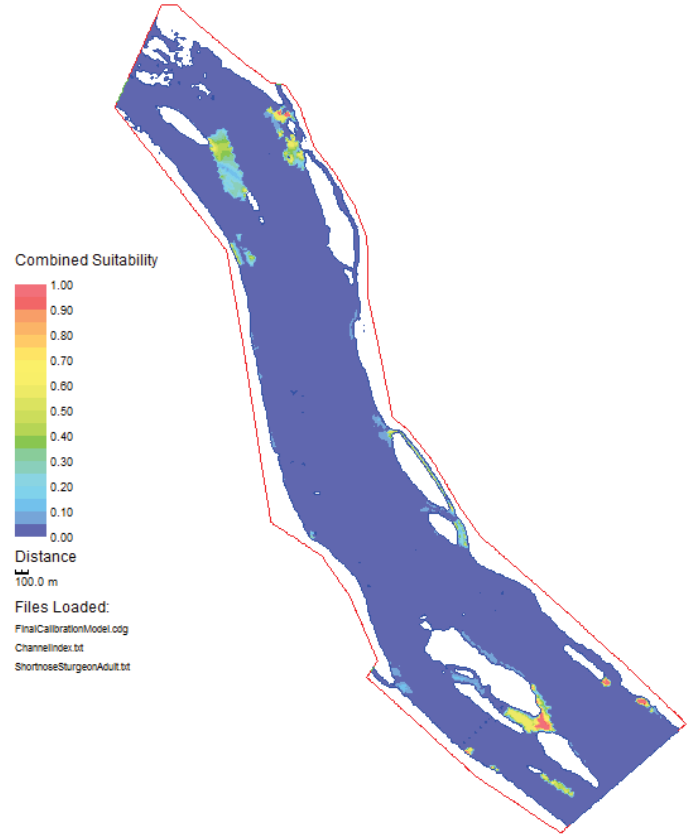 Combined Suitability
1.00
0.90
0.80
0.70
0.60
0.50
0.40
0.30
0.20
0.10
0.00
Distance
100.0 m
Files Loaded:
FinalCalibrationModel.cdg
ChannelIndex.txt
ShortnoseSturgeonAdult.txt